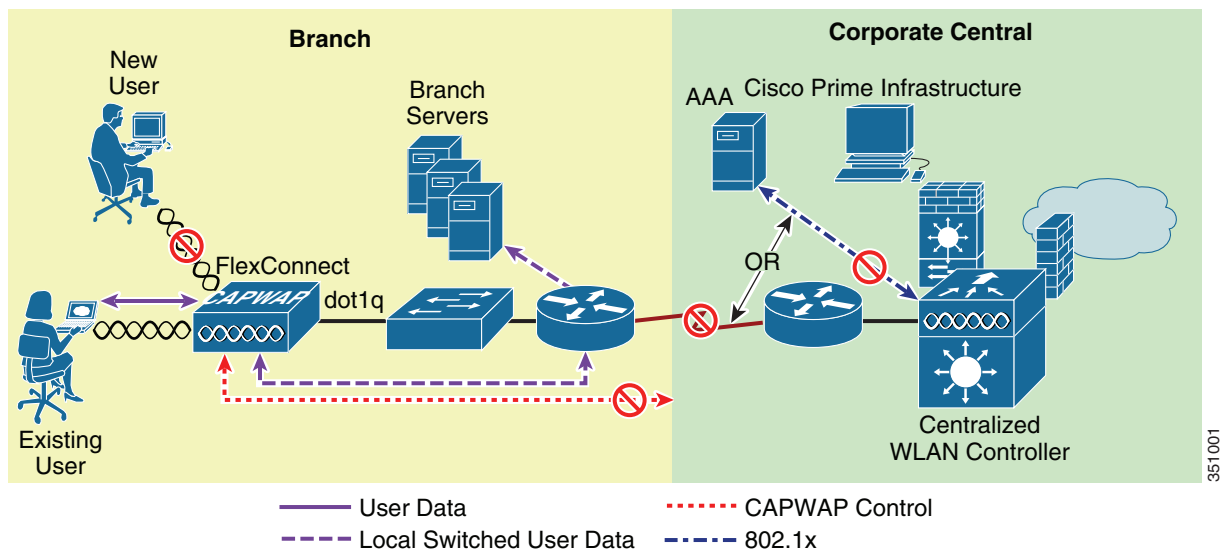 Branch
Corporate Central
New
User
Branch
Servers
AAA
Cisco Prime Infrastructure
FlexConnect
CAPWAP
dot1q
OR
Existing
User
Centralized
WLAN Controller
351001
User Data
CAPWAP Control
Local Switched User Data
802.1x